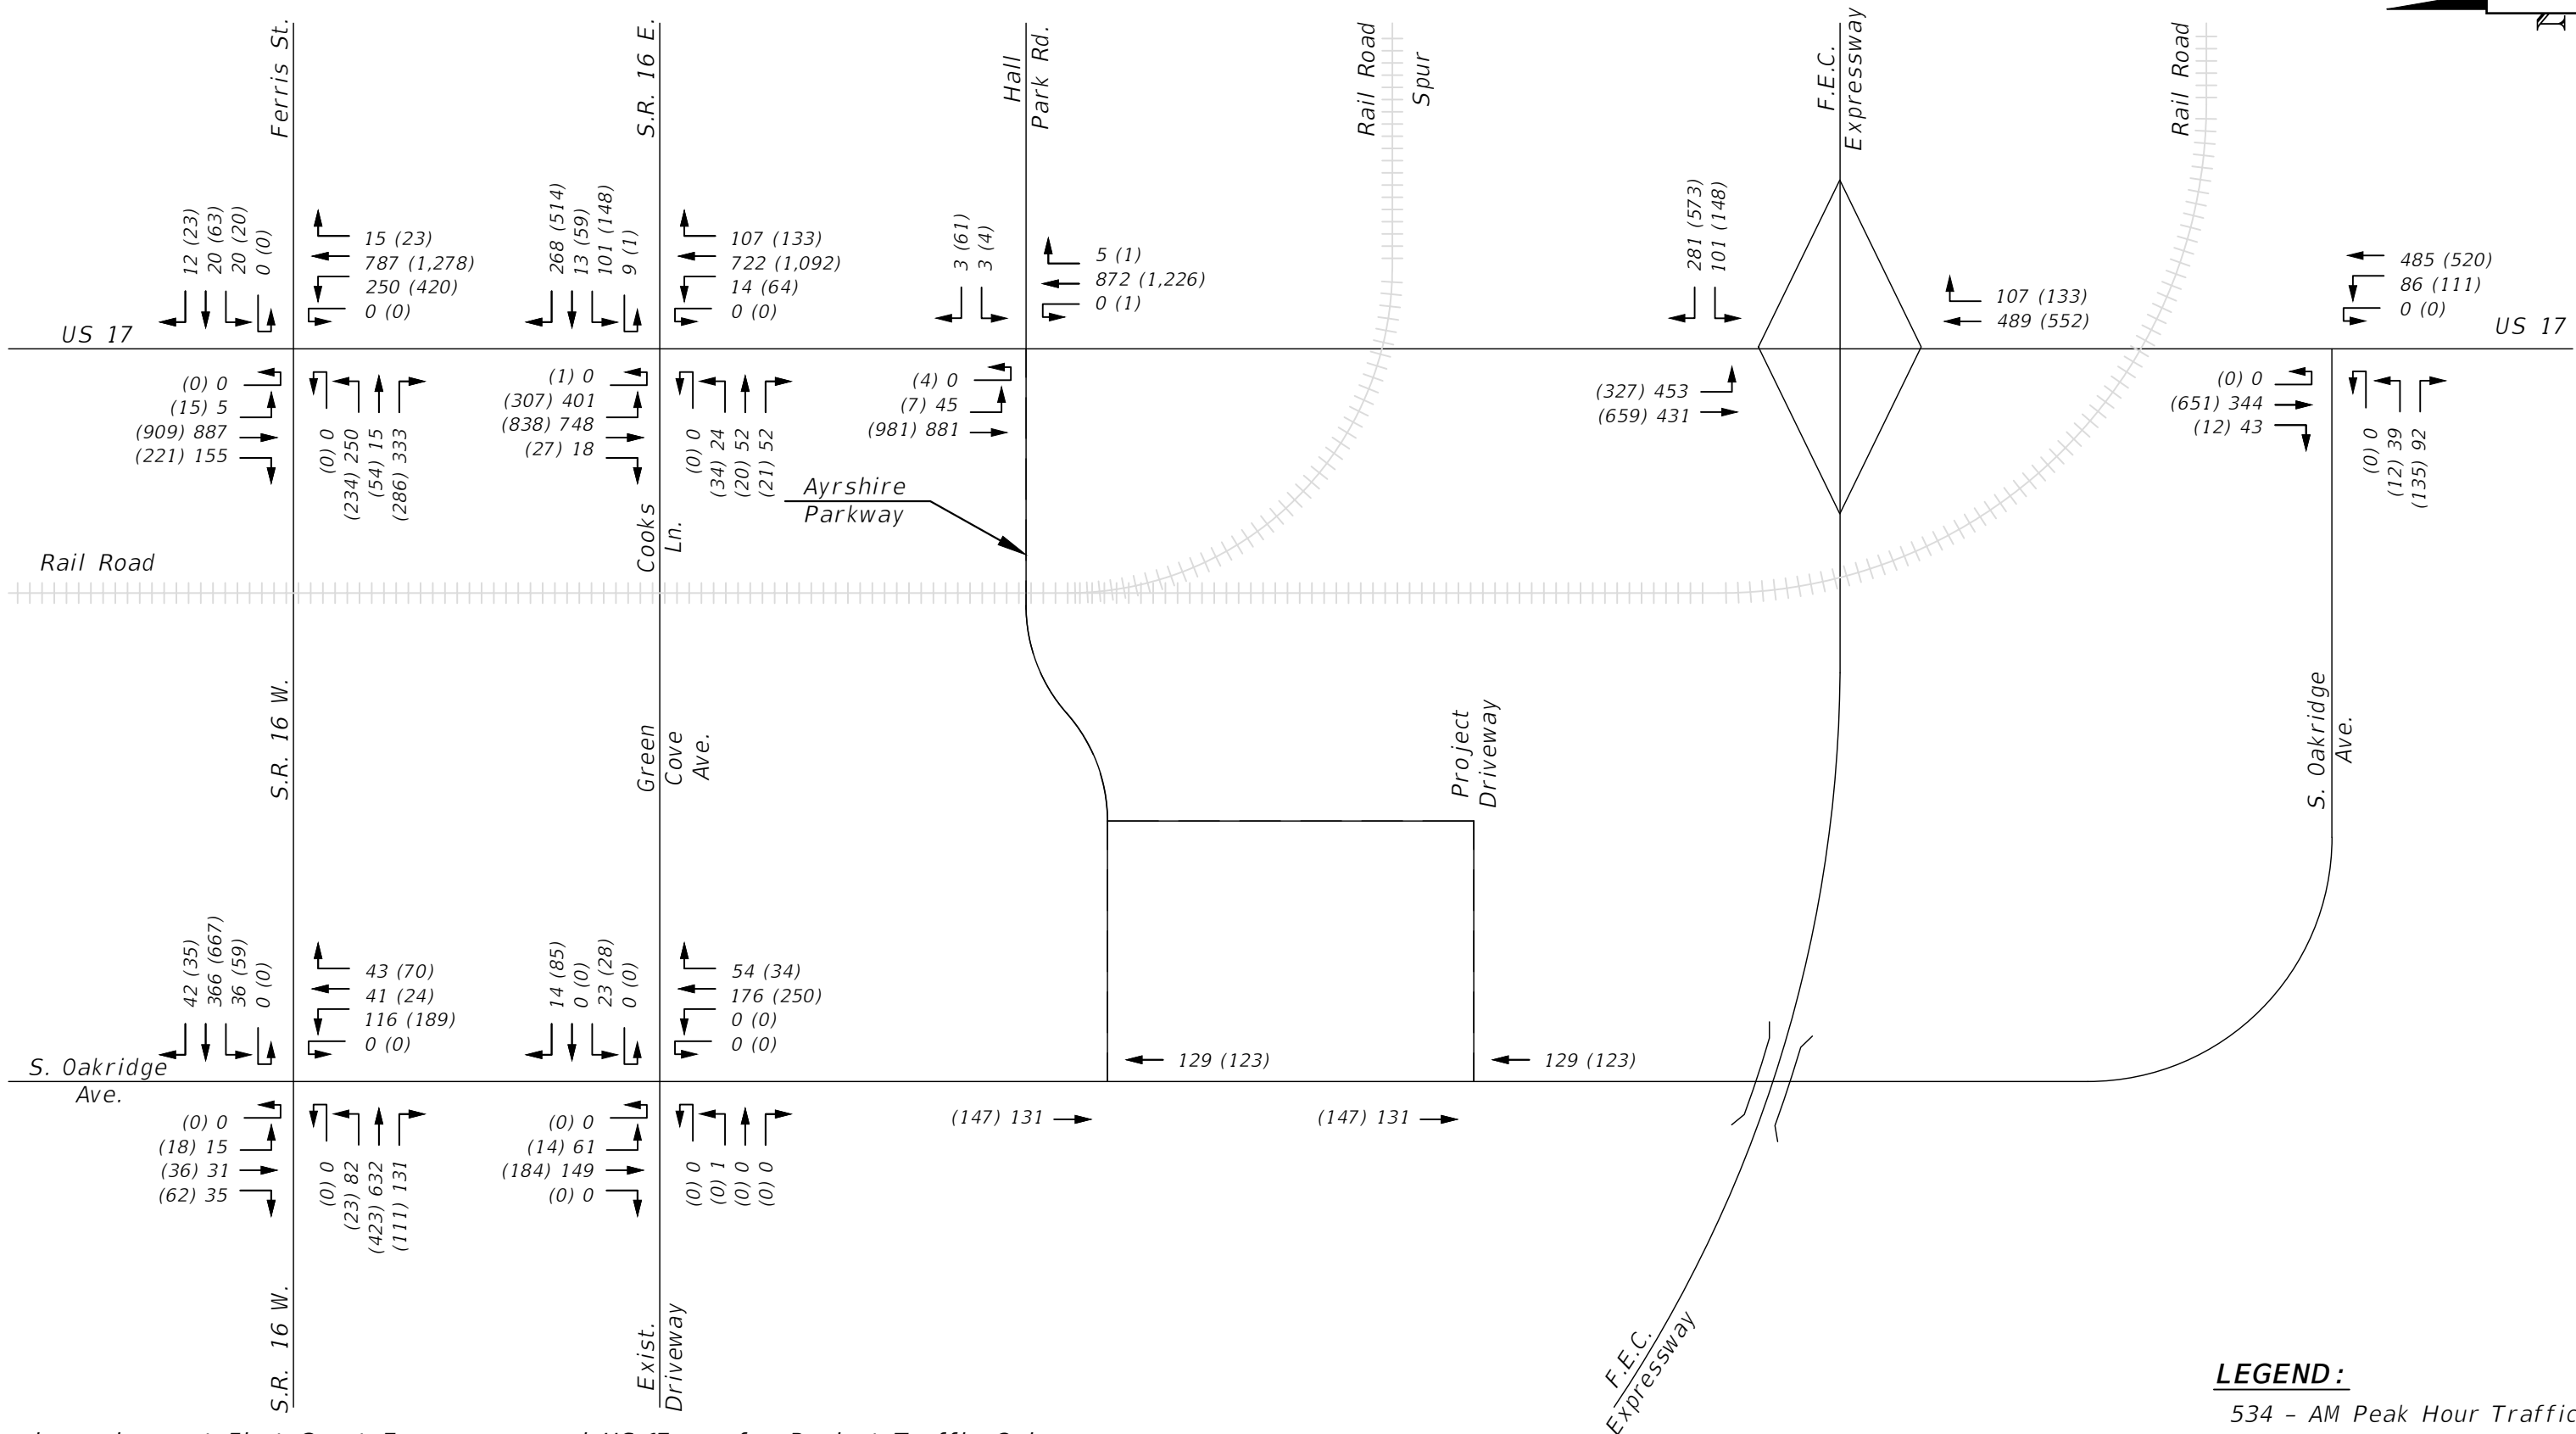 Ferris St.
S.R. 16 E.
Hall
Park Rd.
Rail Road
Spur
F.E.C.
Expressway
Rail Road
12 (23)
20 (63)
20 (20)
0 (0)
15 (23)
787 (1,278)
250 (420)
0 (0)
268 (514)
13 (59)
101 (148)
9 (1)
107 (133)
722 (1,092)
14 (64)
0 (0)
3 (61)
3 (4)
5 (1)
872 (1,226)
0 (1)
281 (573)
101 (148)
107 (133)
489 (552)
485 (520)
86 (111)
0 (0)
US 17
US 17
(0) 0
(15) 5
(909) 887
(221) 155
(0) 0
(234) 250
(54) 15
(286) 333
(1) 0
(307) 401
(838) 748
(27) 18
(0) 0
(34) 24
(20) 52
(21) 52
(4) 0
(7) 45
(981) 881
(327) 453
(659) 431
(0) 0
(651) 344
(12) 43
(0) 0
(12) 39
(135) 92
Ayrshire
Parkway
Cooks
Ln.
Rail Road
S.R. 16 W.
Green
Cove
Ave.
Project
Driveway
S. Oakridge
Ave.
42 (35)
366 (667)
36 (59)
0 (0)
43 (70)
41 (24)
116 (189)
0 (0)
14 (85)
0 (0)
23 (28)
0 (0)
54 (34)
176 (250)
0 (0)
0 (0)
129 (123)
129 (123)
S. Oakridge
Ave.
(0) 0
(18) 15
(36) 31
(62) 35
(0) 0
(23) 82
(423) 632
(111) 131
(0) 0
(14) 61
(184) 149
(0) 0
(0) 0
(0) 1
(0) 0
(0) 0
(147) 131
(147) 131
S.R. 16 W.
Exist.
Driveway
F.E.C.
Expressway
LEGEND:
534 - AM Peak Hour Traffic